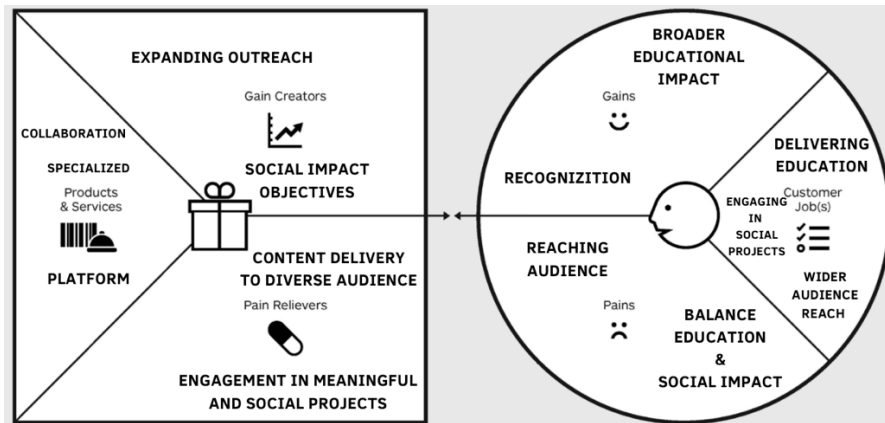 EXPANDING OUTREACH
Gain Creators
COLLABORATION
SPECIALIZED
Products
& Services
PLATFORM
SOCIAL IMPACT
OBJECTIVES
CONTENT DELIVERY
TO DIVERSE AUDIENCE
Pain Relievers
ENGAGEMENT IN MEANINGFUL
AND SOCIAL PROJECTS
BROADER
EDUCATIONAL
IMPACT
Gains
RECOGNIZITION
DELIVERING
EDUCATION
Customer
Job(s)
ENGAGING
IN
SOCIAL
PROJECTS
WIDER
AUDIENCE
REACH
REACHING
AUDIENCE
Pains
BALANCE
EDUCATION
&
SOCIAL IMPACT